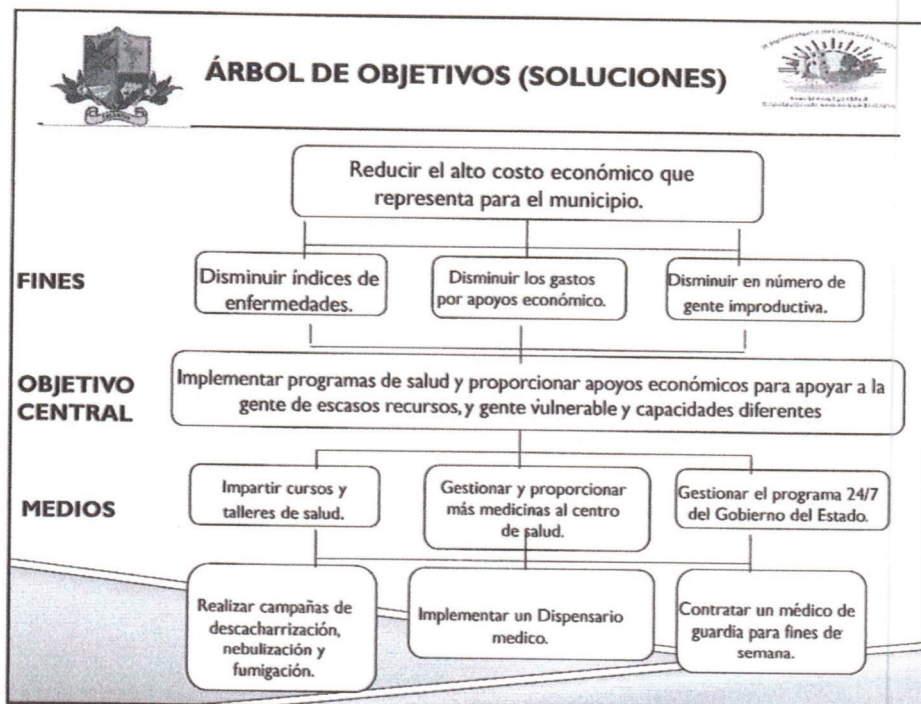 ÁRBOL DE OBJETIVOS (SOLUCIONES)
Reducir el alto costo económico que
representa para el municipio.
FINES
Disminuir índices de
enfermedades.
Disminuir los gastos
por apoyos económico.
Disminuir en número de
gente improductiva.
OBJETIVO
CENTRAL
Implementar programas de salud y proporcionar apoyos económicos para apoyar a la
gente de escasos recursos, y gente vulnerable y capacidades diferentes
MEDIOS
Impartir cursos y
talleres de salud.
Gestionar y proporcionar
más medicinas al centro
de salud.
Gestionar el programa 24/7
del Gobierno del Estado.
Realizar campañas de
descacharrización,
nebulización y
fumigación.
Implementar un Dispensario
medico.
Contratar un médico de
guardia para fines de
semana.